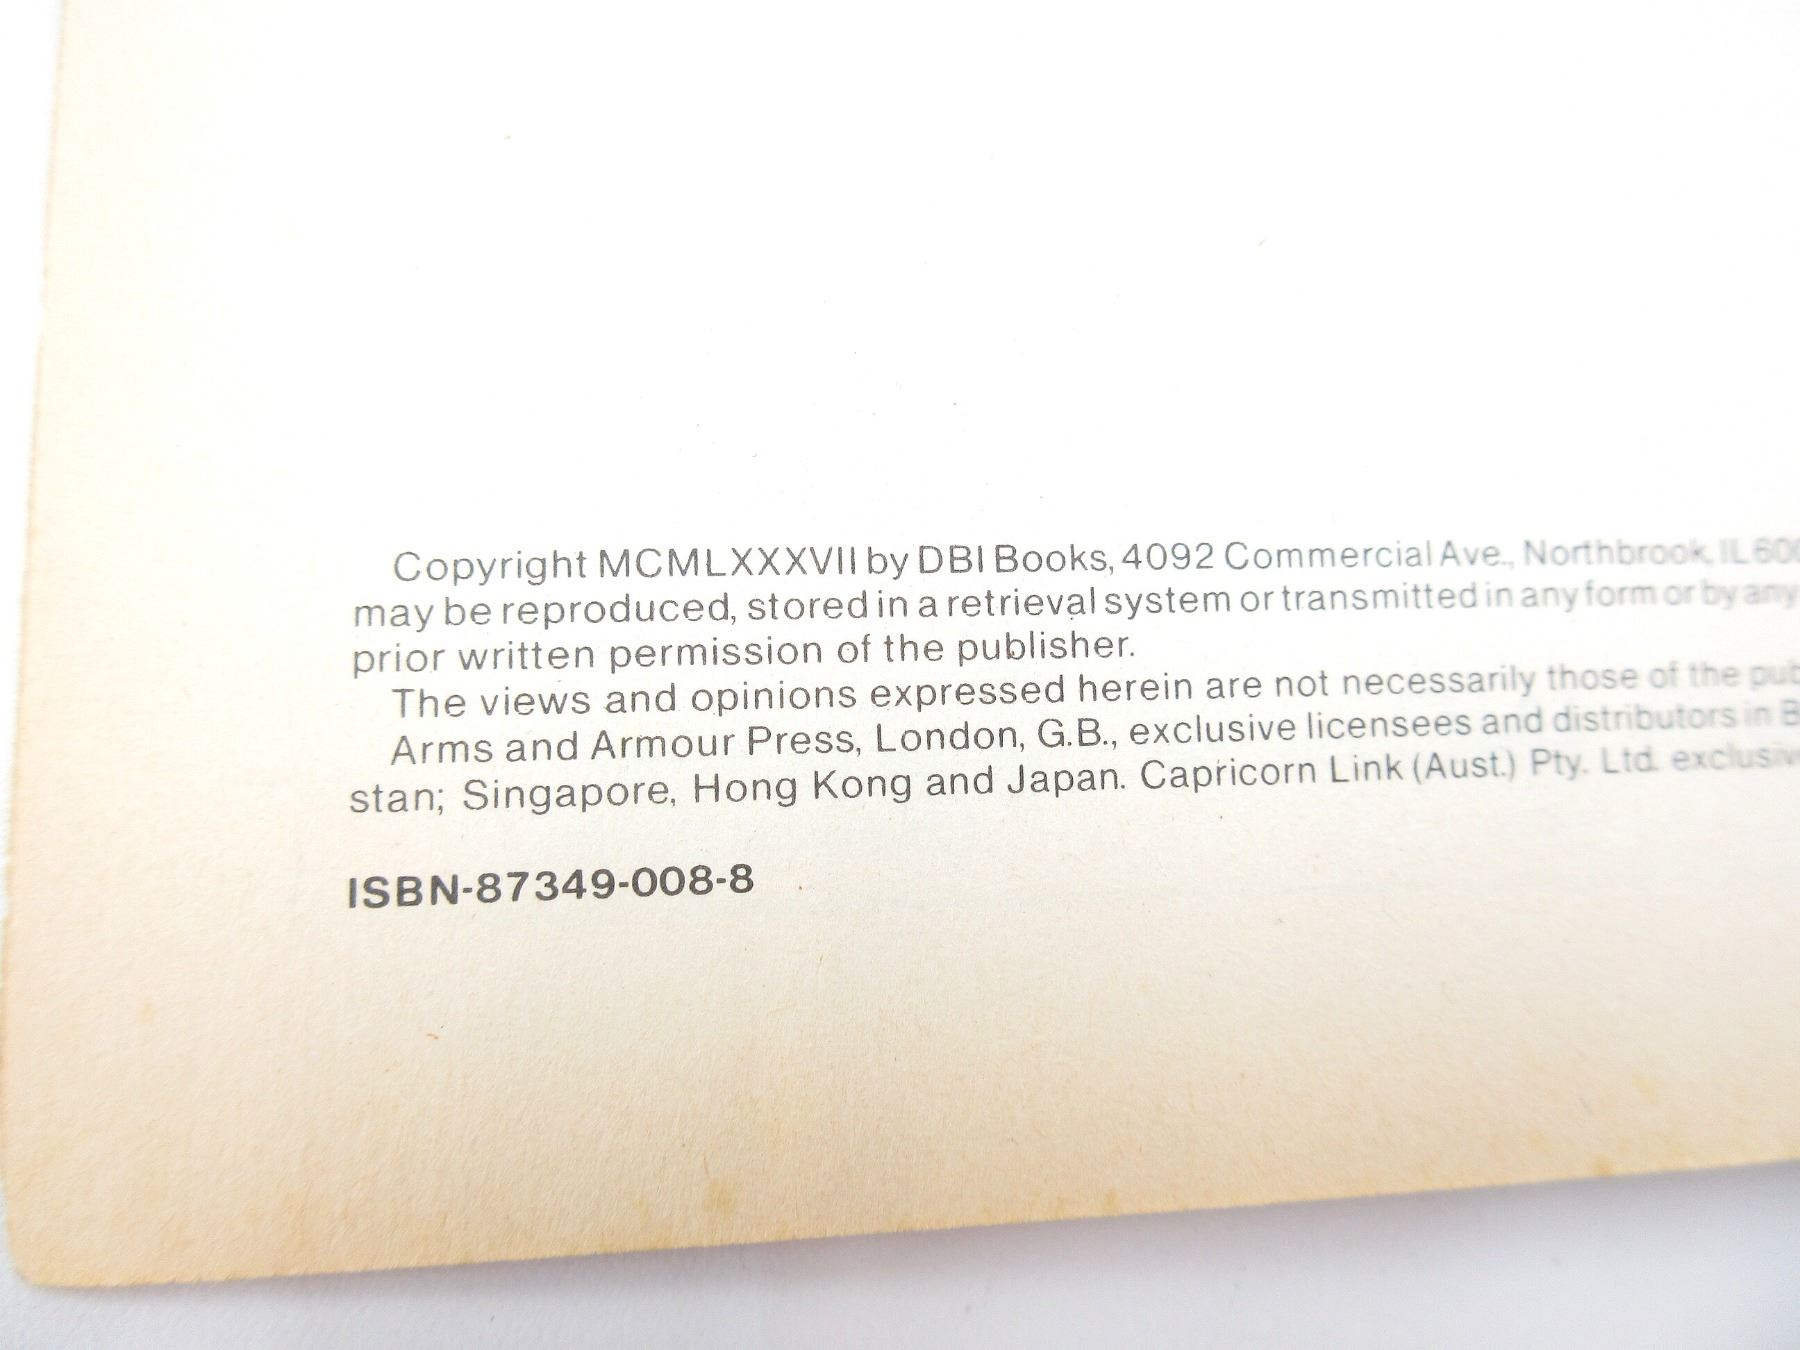 Copyright MCMLXXXVII by DBI Books, 4092 Commercial Ave., Northbrook, IL
may be reproduced, stored in a retrieval system or transmitted in any form or by any
prior written permission of the publisher.
The views and opinions expressed herein are not necessarily those of the
Arms and Armour Press, London, G.B., exclusive licensees and distributors in
stan; Singapore, Hong Kong and Japan. Capricorn Link (Aust.) Pty. Ltd.
ISBN-87349-008-8